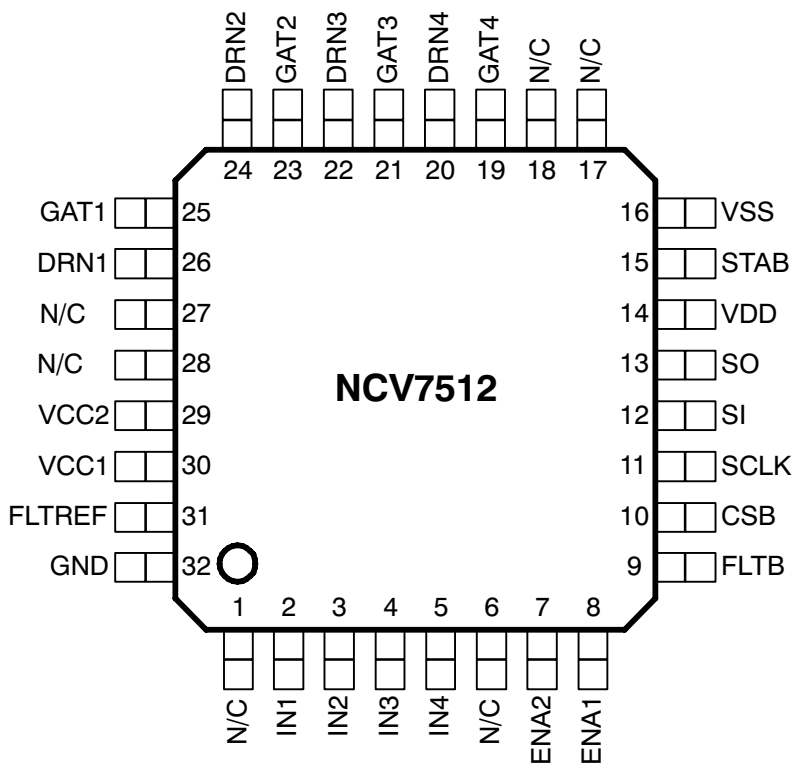 DRN2 GAT2 DRN3 GAT3 DRN4 GAT4 N/C N/C
24 23 22 21 20 19 18 17
GAT1 25 16 VSS
DRN1 26 15 STAB
N/C 27 14 VDD
N/C 28 13 SO
NCV7512
VCC2 29 12 SI
VCC1 30 11 SCLK
FLTREF 31 10 CSB
GND 32 9 FLTB
1 2 3 4 5 6 7 8
N/C IN1 IN2 IN3 IN4 N/C ENA2 ENA1